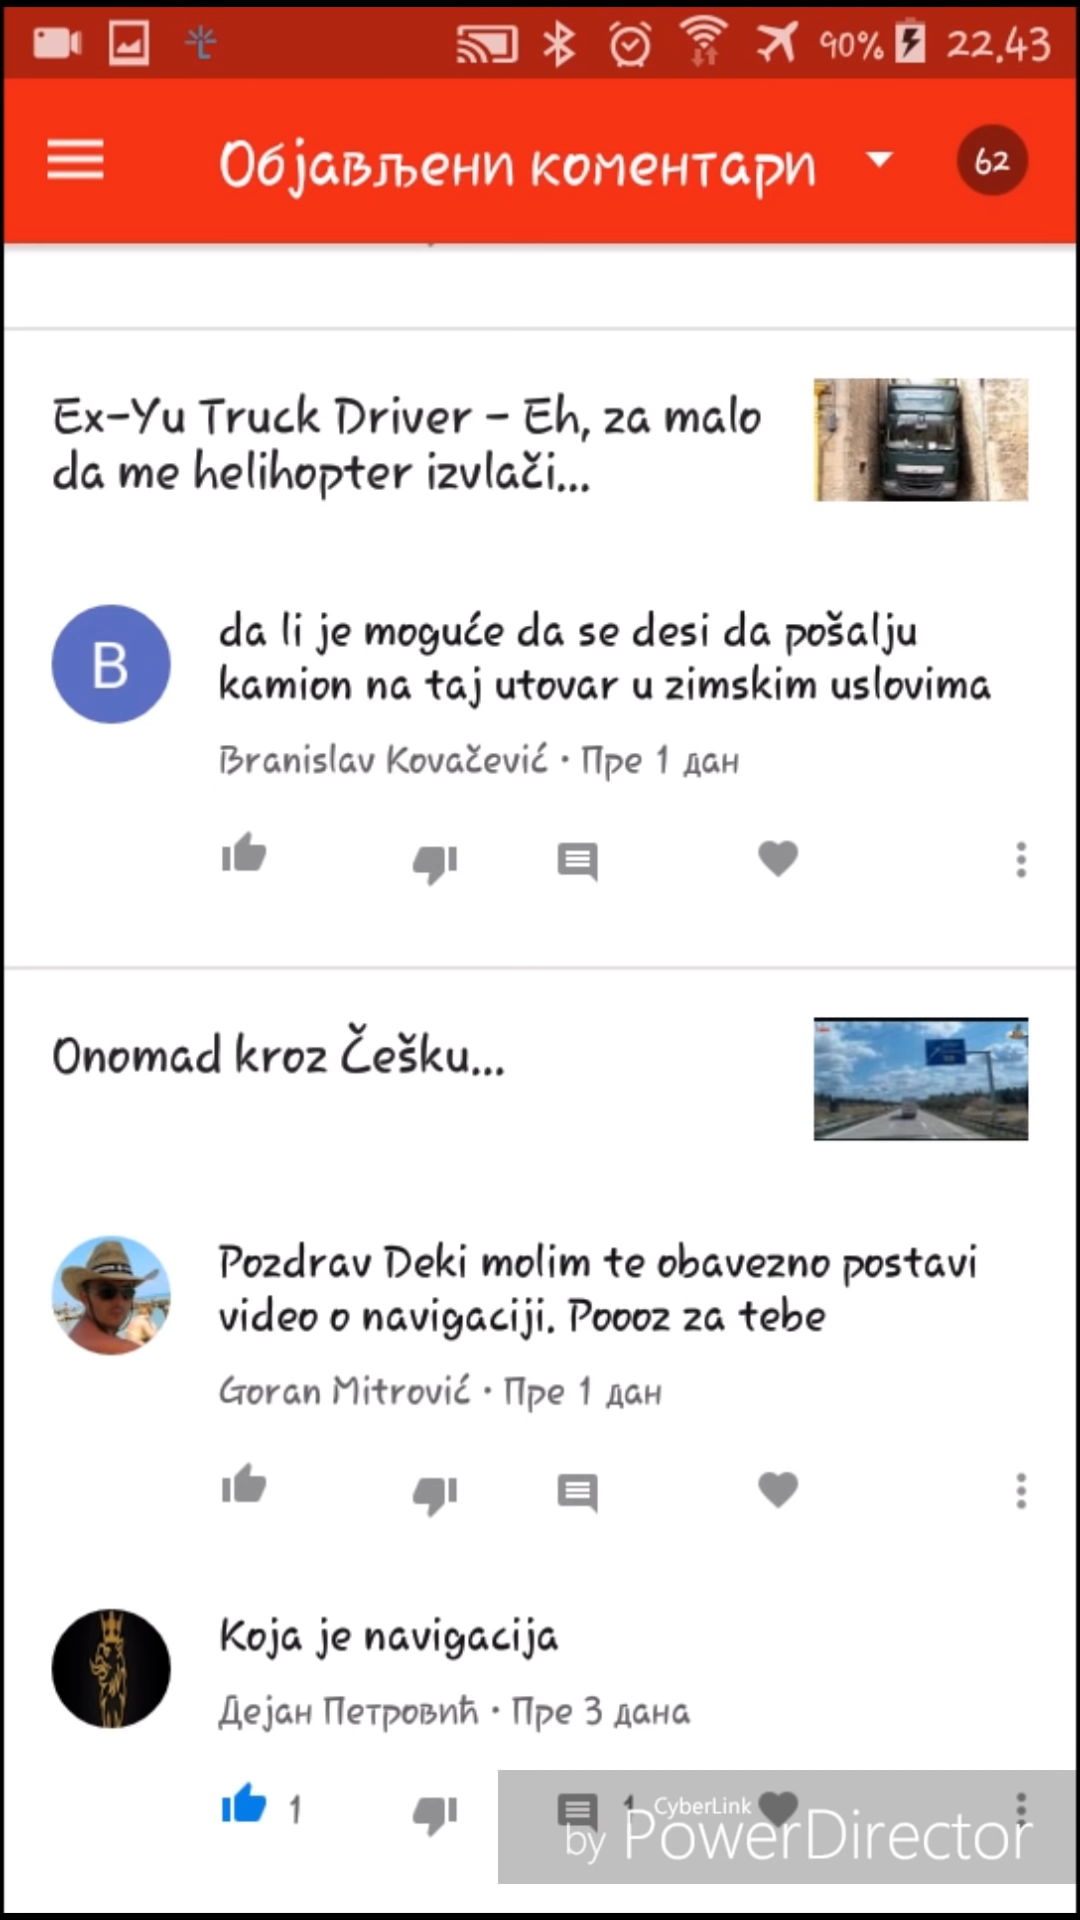 90% 22.43
Објављени коментари 62
Ex-Yu Truck Driver - Eh, za malo
da me helihopter izvlači...
B
da li je moguće da se desi da pošalju
kamion na taj utovar u zimskim uslovima
Branislav Kovačević · Пре 1 дан
Onomad kroz Češku...
Pozdrav Deki molim te obavezno postavi
video o navigaciji. Poooz za tebe
Goran Mitrović · Пре 1 дан
Koja je navigacija
Дејан Петровић · Пре 3 дана
1 1
CyberLink
by PowerDirector